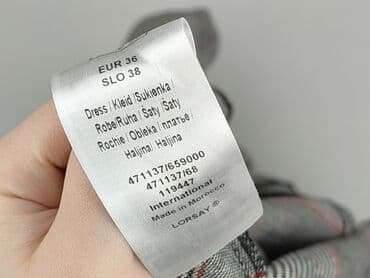 EUR 36
SLO 38
Dress / Kleid / Sukienka /
Robe/Ruha / Šaty / Šaty
Rochie / Obleka / платье /
Haljina / Haljina
471137/659000
471137/68
119447
International
Made in Morocco
LORSAY ®